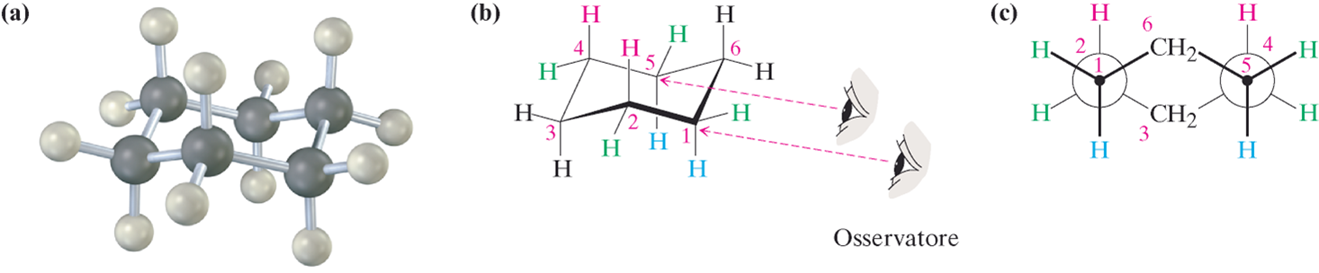 (a)
(b)
H H
H H
4 5 6
H H
H 3 2 1 H
H H H H
Osservatore
(c)
H 6 H
H 2 CH2 4 H
1 5
H CH2 H
3
H H